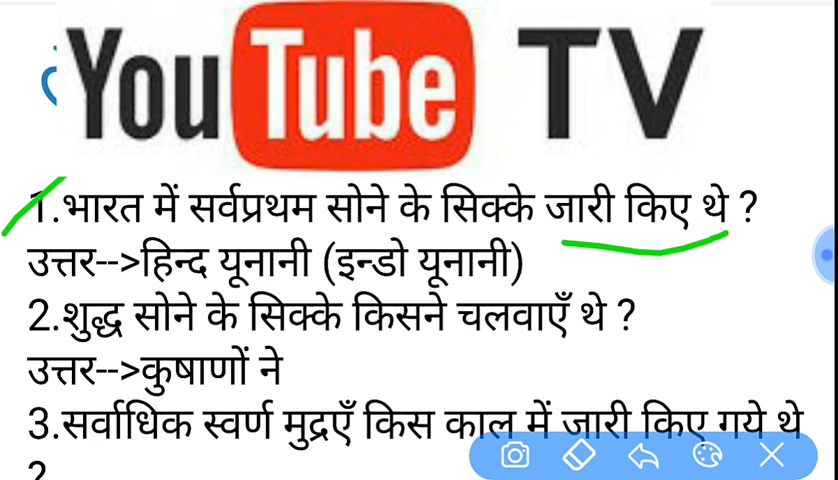 YouTube TV
1.भारत में सर्वप्रथम सोने के सिक्के जारी किए थे ?
उत्तर-->हिन्द यूनानी (इन्डो यूनानी)
2.शुद्ध सोने के सिक्के किसने चलवाएँ थे ?
उत्तर-->कुषाणों ने
3.सर्वाधिक स्वर्ण मुद्राएँ किस काल में जारी किए गये थे
?